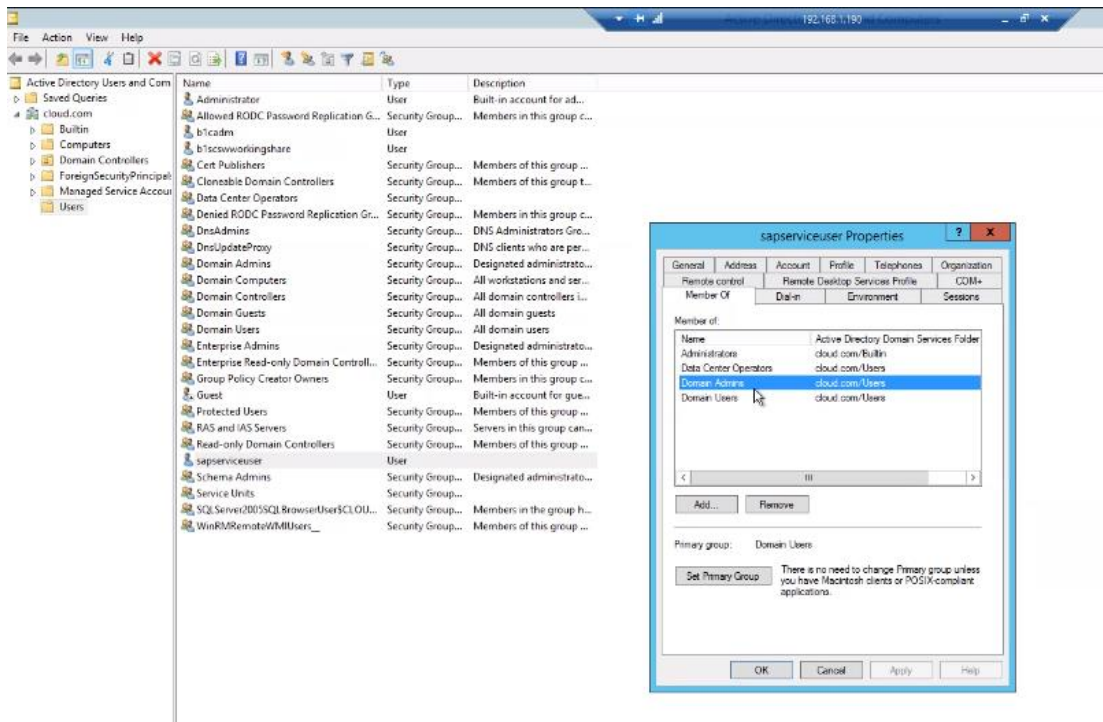 192.168.1.190
File Action View Help
Active Directory Users and Com
Saved Queries
cloud.com
Builtin
Computers
Domain Controllers
ForeignSecurityPrincipal
Managed Service Accou
Users
Name Type Description
Administrator User Built-in account for ad...
Allowed RODC Password Replication G... Security Group... Members in this group c...
b1cadm User
b1scswworkingshare User
Cert Publishers Security Group... Members of this group ...
Cloneable Domain Controllers Security Group... Members of this group t...
Data Center Operators Security Group...
Denied RODC Password Replication Gr... Security Group... Members in this group c...
DnsAdmins Security Group... DNS Administrators Gro...
DnsUpdateProxy Security Group... DNS clients who are per...
Domain Admins Security Group... Designated administrato...
Domain Computers Security Group... All workstations and ser...
Domain Controllers Security Group... All domain controllers i...
Domain Guests Security Group... All domain guests
Domain Users Security Group... All domain users
Enterprise Admins Security Group... Designated administrato...
Enterprise Read-only Domain Controll... Security Group... Members of this group ...
Group Policy Creator Owners Security Group... Members in this group c...
Guest User Built-in account for gue...
Protected Users Security Group... Members of this group ...
RAS and IAS Servers Security Group... Servers in this group can...
Read-only Domain Controllers Security Group... Members of this group ...
sapserviceuser User
Schema Admins Security Group... Designated administrato...
Service Units Security Group...
SQLServer2005SQLBrowserUser$CLOU... Security Group... Members in the group h...
WinRMRemoteWMIUsers_ Security Group... Members of this group ...
sapserviceuser Properties ? X
General Address Account Profile Telephones Organization
Remote control Remote Desktop Services Profile COM+
Member Of Dial-in Environment Sessions
Member of:
Name Active Directory Domain Services Folder
Administrators cloud.com/Builtin
Data Center Operators cloud.com/Users
Domain Admins cloud.com/Users
Domain Users cloud.com/Users
Add... Remove
Primary group: Domain Users
Set Primary Group
There is no need to change Primary group unless
you have Macintosh clients or POSIX-compliant
applications.
OK Cancel Apply Help